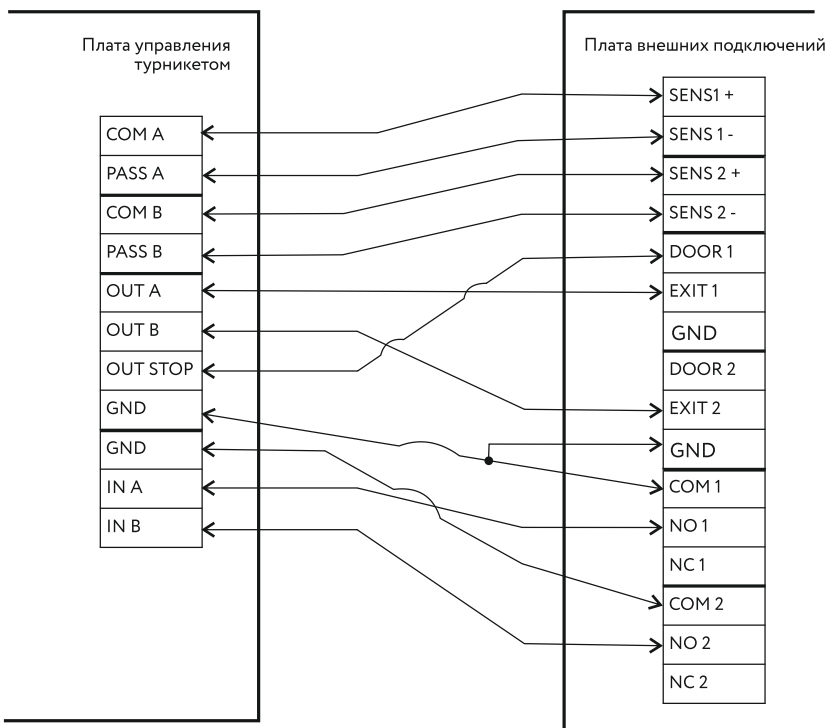 Плата управления
турникетом
COM A
PASS A
COM B
PASS B
OUT A
OUT B
OUT STOP
GND
GND
IN A
IN B
Плата внешних подключений
SENS1 +
SENS 1 -
SENS 2 +
SENS 2 -
DOOR 1
EXIT 1
GND
DOOR 2
EXIT 2
GND
COM 1
NO 1
NC 1
COM 2
NO 2
NC 2